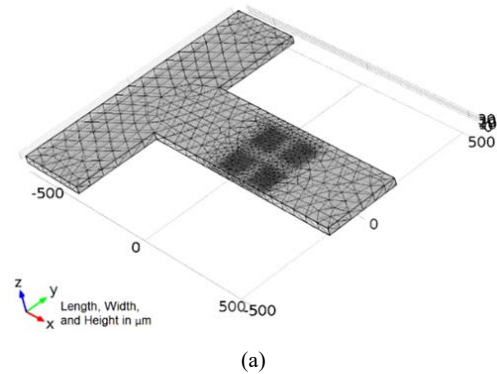 500
-500
0
0
500
-500
z
y
x
Length, Width,
and Height in μm
(a)